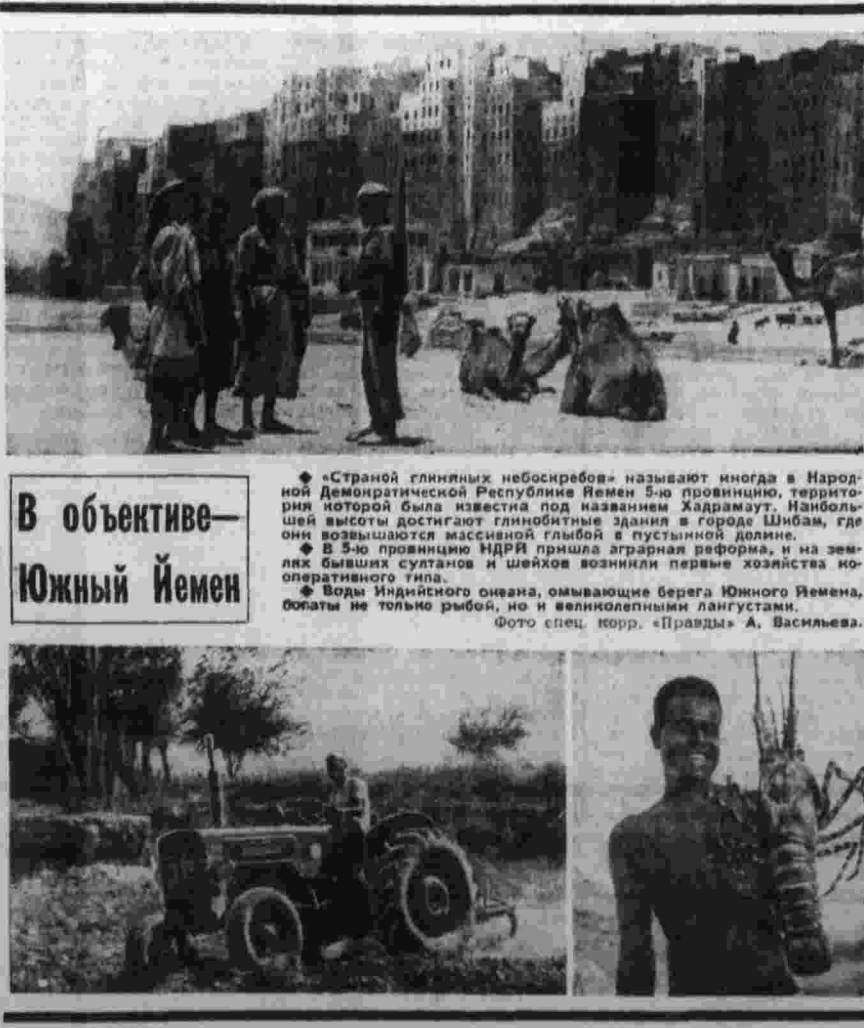 В объективе—
Южный Йемен
◆ «Страной глиняных небоскребов» называют иногда в Народ-
ной Демократической Республике Йемен 5-ю провинцию, террито-
рия которой была известна под названием Хадрамаут. Наиболь-
шей высоты достигают глинобитные здания в городе Шибам, где
они возвышаются массивной глыбой в пустынной долине.
◆ В 5-ю провинцию НДРЙ пришла аграрная реформа, и на зем-
лях бывших султанов и шейхов возникли первые хозяйства ко-
оперативного типа.
◆ Воды Индийского океана, омывающие берега Южного Йемена,
богаты не только рыбой, но и великолепными лангустами.
Фото спец. корр. «Правды» А. Васильева.